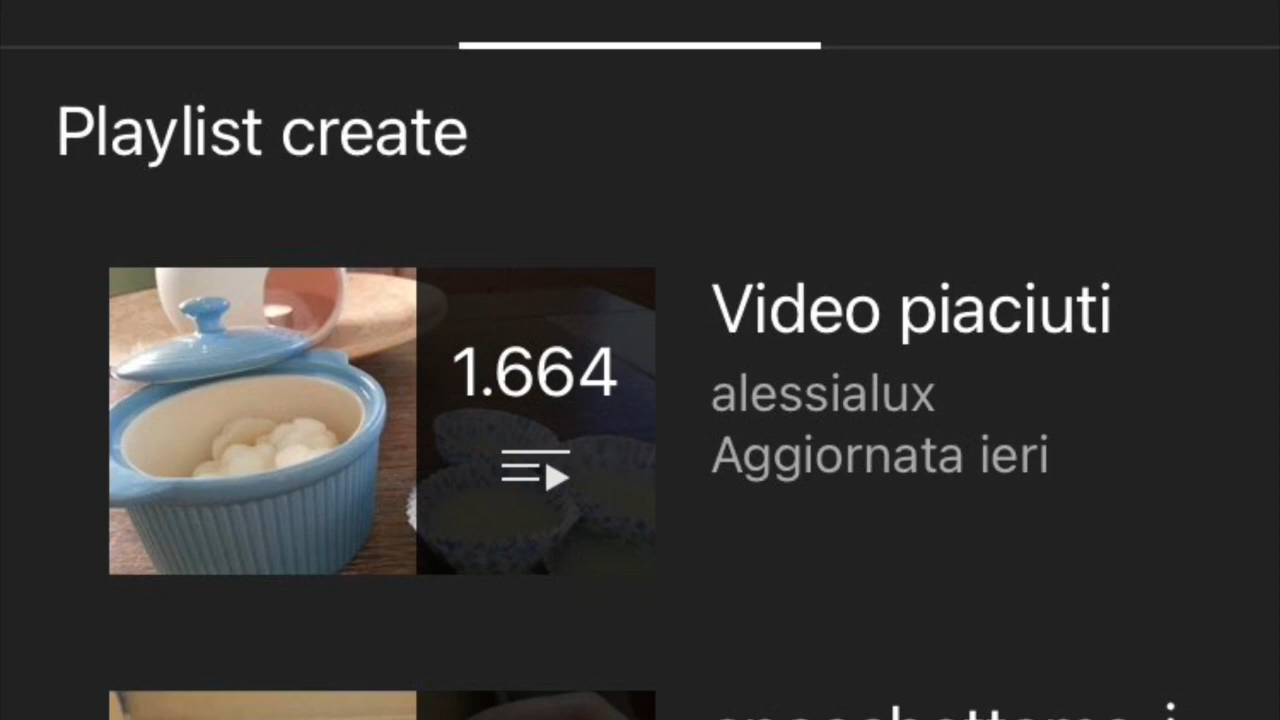 Playlist create
1.664
Video piaciuti
alessialux
Aggiornata ieri